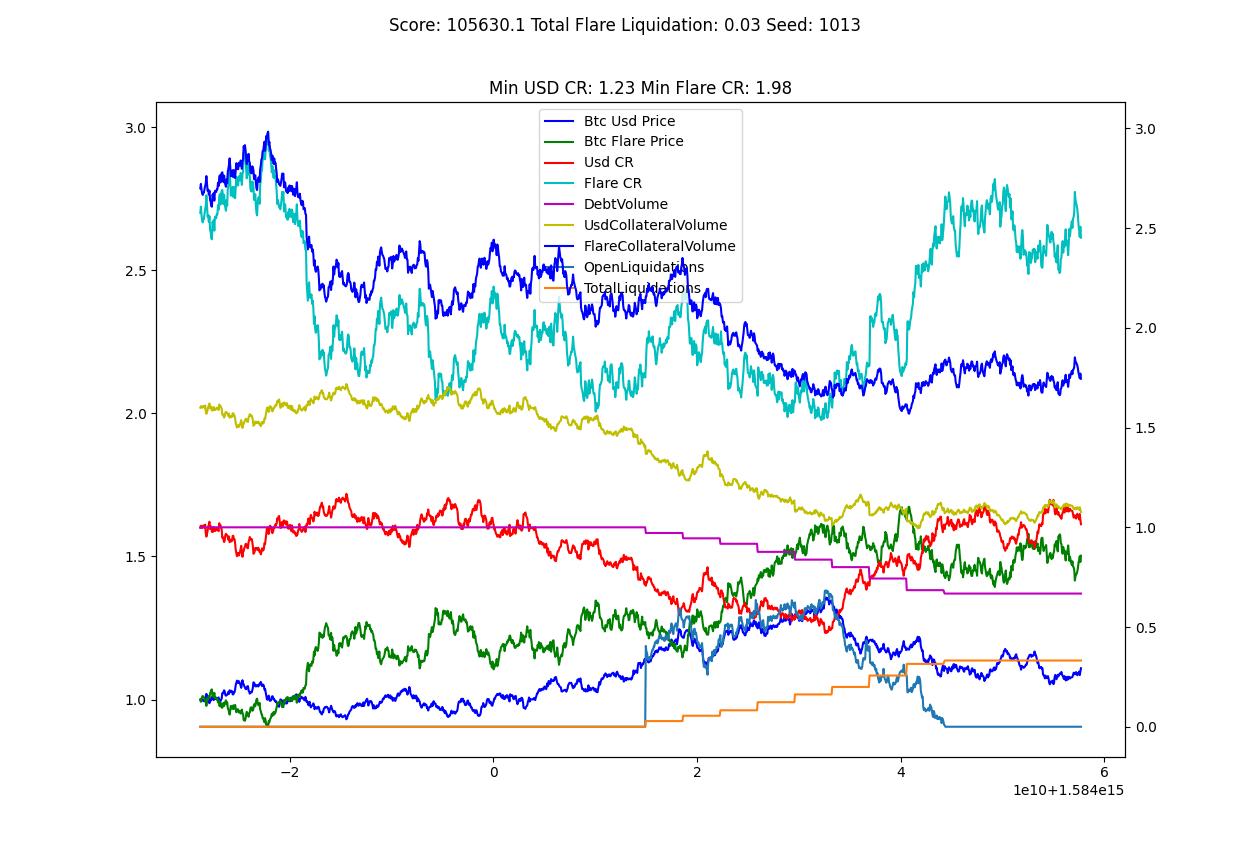 Score: 105630.1 Total Flare Liquidation: 0.03 Seed: 1013
Min USD CR: 1.23 Min Flare CR: 1.98
Btc Usd Price
Btc Flare Price
Usd CR
Flare CR
DebtVolume
UsdCollateralVolume
FlareCollateralVolume
OpenLiquidations
TotalLiquidations
3.0
2.5
2.0
1.5
1.0
3.0
2.5
2.0
1.5
1.0
0.5
0.0
−2
0
2
4
6
1e10+1.584e15